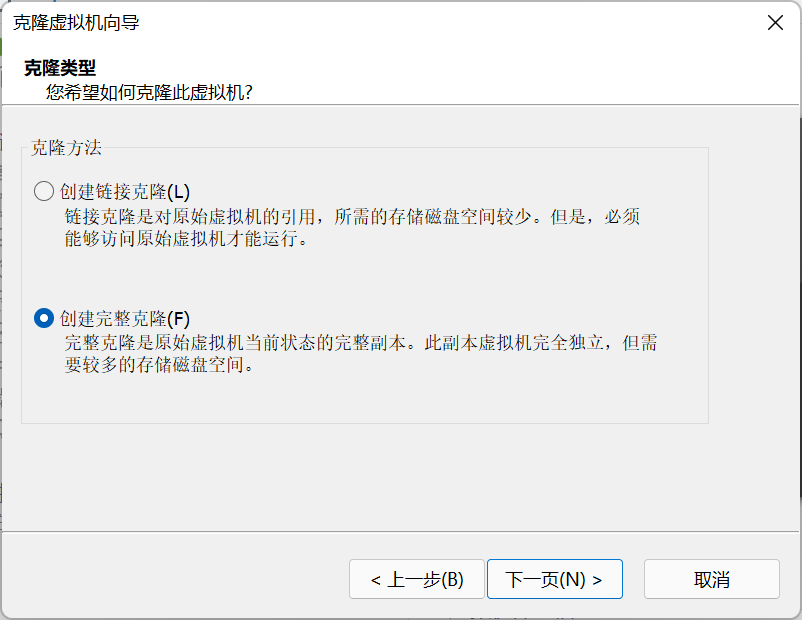 克隆虚拟机向导
克隆类型
您希望如何克隆此虚拟机?
克隆方法
创建链接克隆(L)
链接克隆是对原始虚拟机的引用，所需的存储磁盘空间较少。但是，必须
能够访问原始虚拟机才能运行。
创建完整克隆(F)
完整克隆是原始虚拟机当前状态的完整副本。此副本虚拟机完全独立，但需
要较多的存储磁盘空间。
< 上一步(B)
下一页(N) >
取消